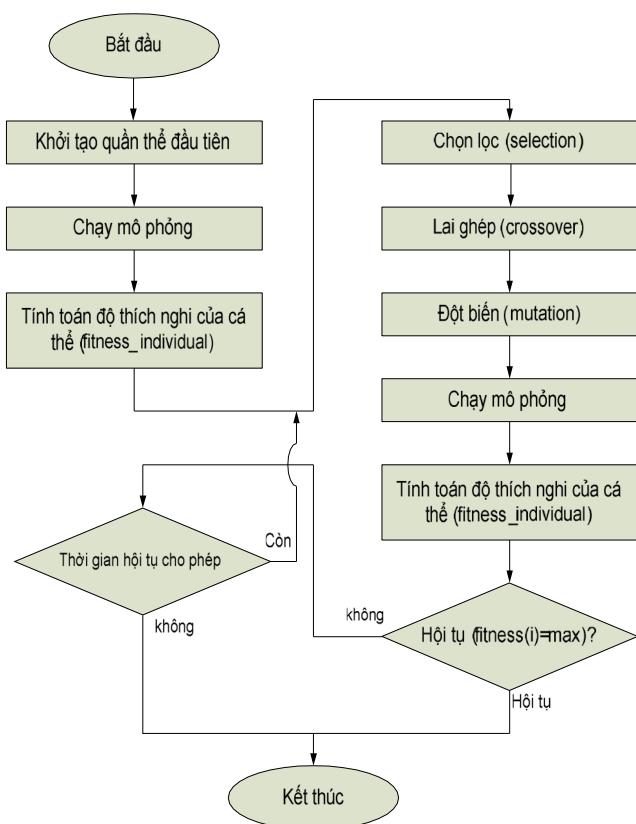 Bắt đầu
Khởi tạo quần thể đầu tiên
Chạy mô phỏng
Tính toán độ thích nghi của cá
thể (fitness_individual)
Chọn lọc (selection)
Lai ghép (crossover)
Đột biến (mutation)
Chạy mô phỏng
Tính toán độ thích nghi của cá
thể (fitness_individual)
Hội tụ (fitness(i)=max)?
không
Hội tụ
Thời gian hội tụ cho phép
Còn
không
Kết thúc